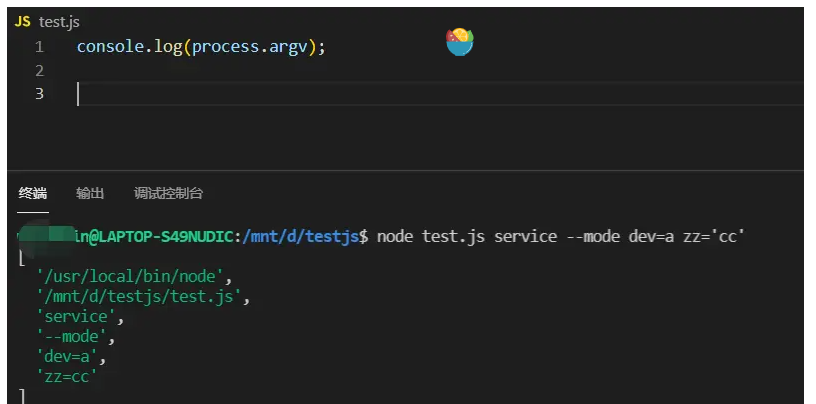 JS test.js
1 console.log(process.argv);
2
3
终端 输出 调试控制台
in@LAPTOP-S49NUDIC:/mnt/d/testjs$ node test.js service --mode dev=a zz='cc'
[
'/usr/local/bin/node',
'/mnt/d/testjs/test.js',
'service',
'--mode',
'dev=a',
'zz=cc'
]